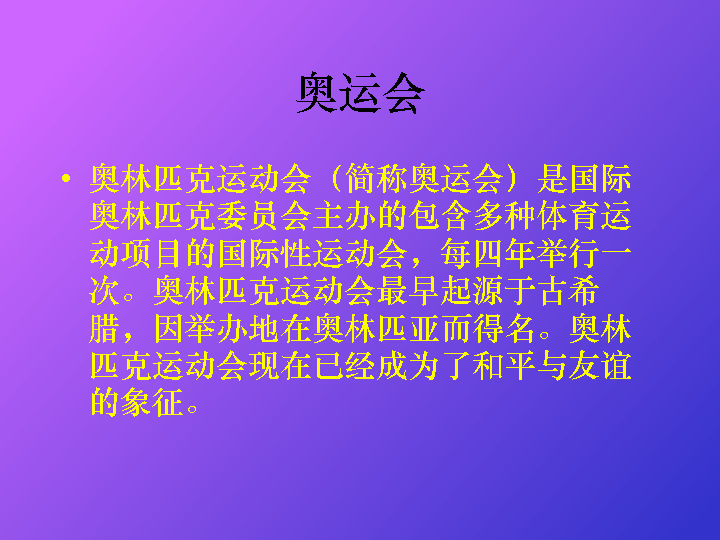 奥运会
• 奥林匹克运动会（简称奥运会）是国际
奥林匹克委员会主办的包含多种体育运
动项目的国际性运动会，每四年举行一
次。奥林匹克运动会最早起源于古希
腊，因举办地在奥林匹亚而得名。奥林
匹克运动会现在已经成为了和平与友谊
的象征。